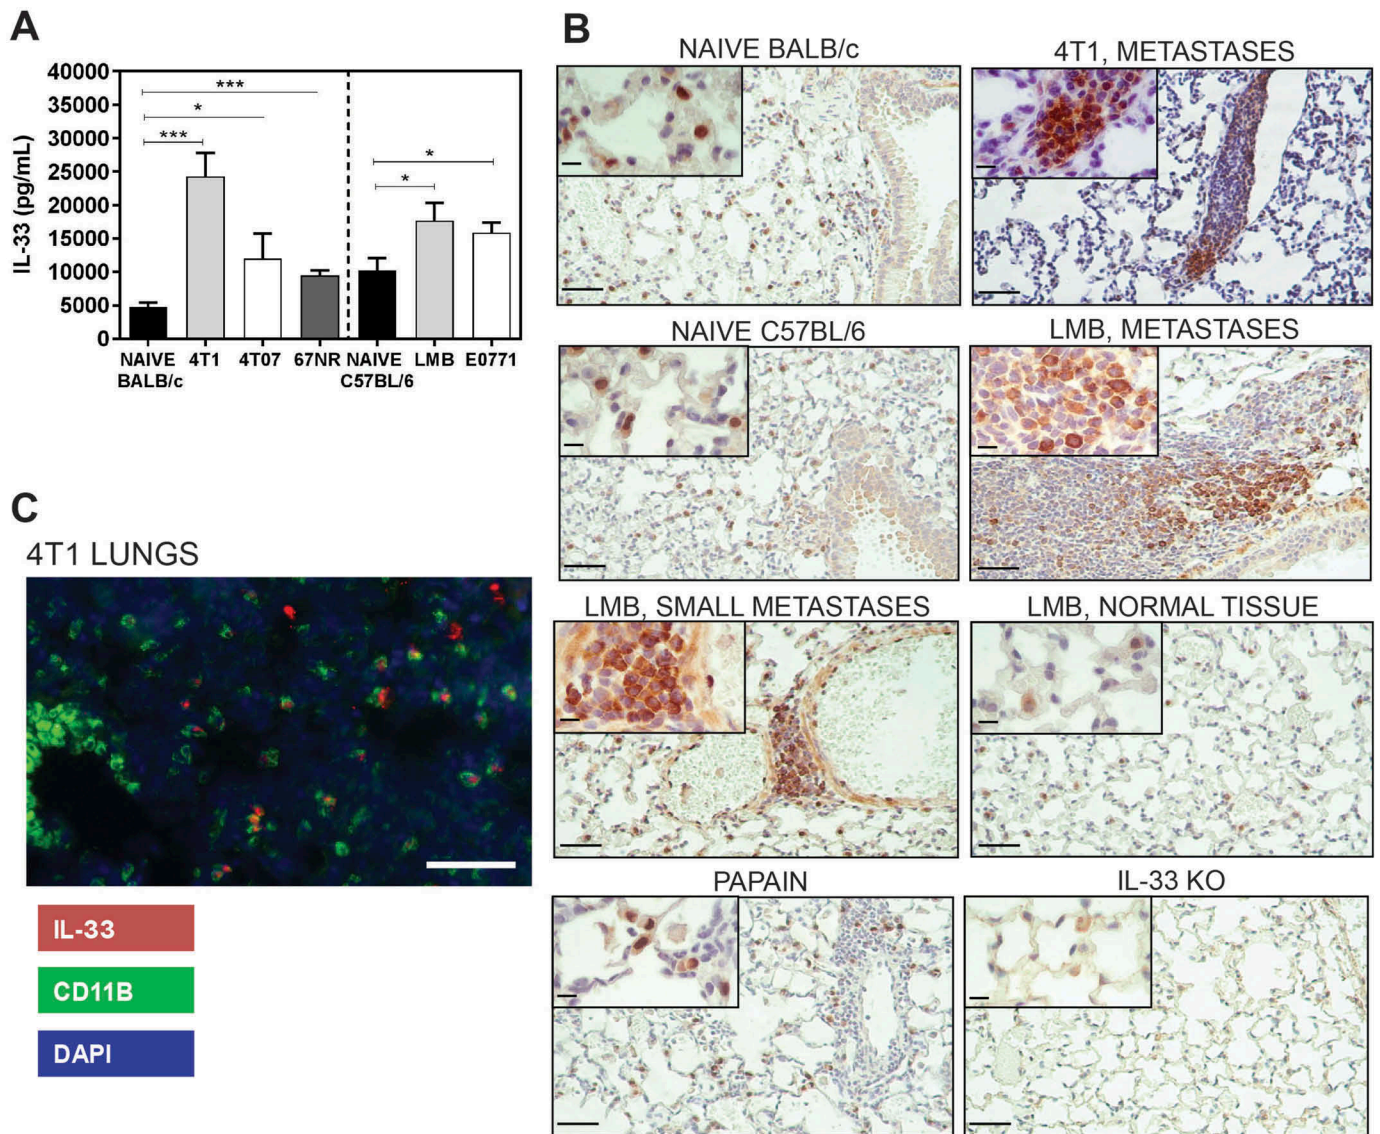 A
40000
35000
30000
25000
20000
15000
10000
5000
0
IL-33 (pg/mL)
***
*
***
*
*
NAIVE BALB/c
4T1
4T07
67NR
NAIVE C57BL/6
LMB
E0771
B
NAIVE BALB/c
4T1, METASTASES
NAIVE C57BL/6
LMB, METASTASES
LMB, SMALL METASTASES
LMB, NORMAL TISSUE
PAPAIN
IL-33 KO
C
4T1 LUNGS
IL-33
CD11B
DAPI